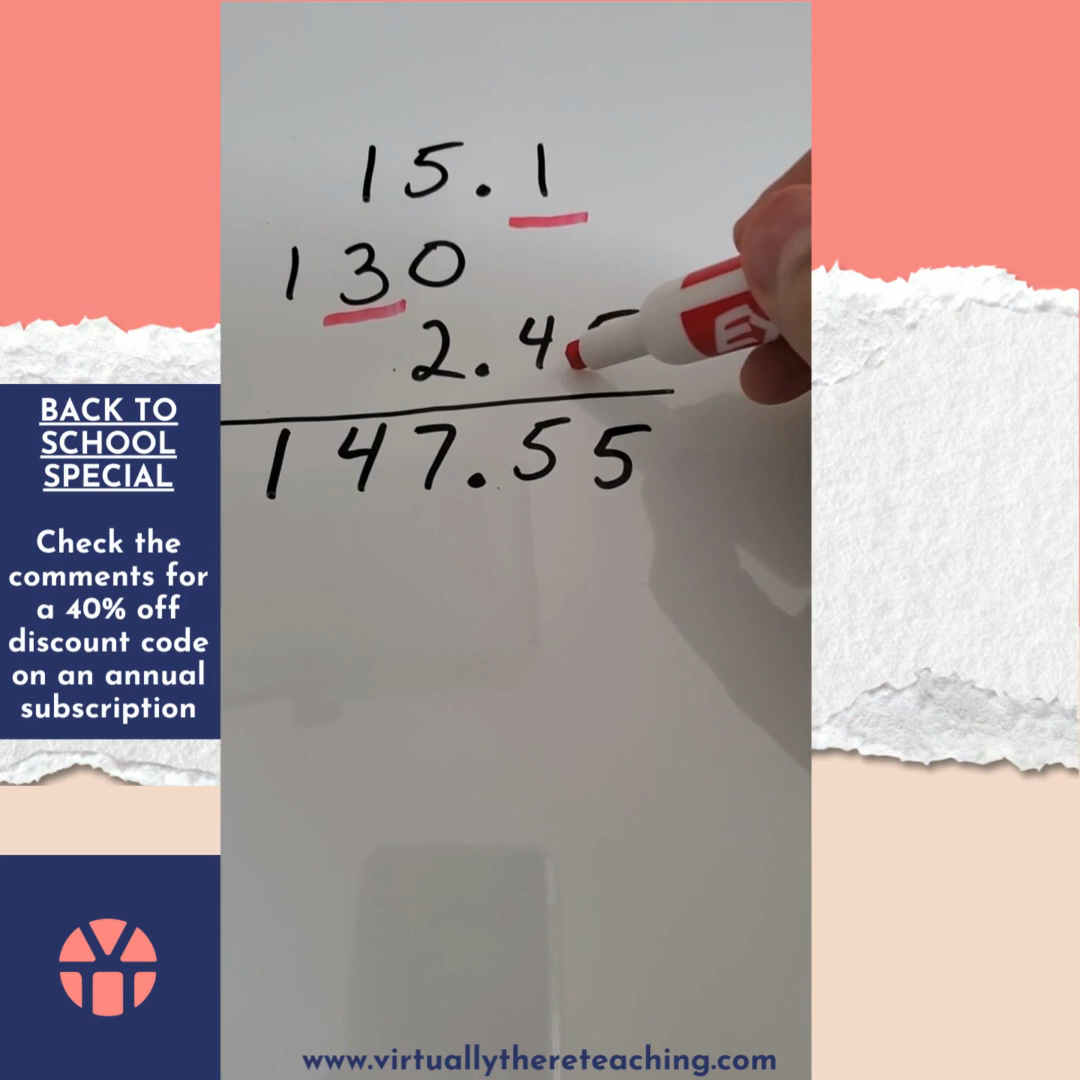 15.1
130
2.4
147.55
BACK TO
SCHOOL
SPECIAL
Check the
comments for
a 40% off
discount code
on an annual
subscription
www.virtuallythereteaching.com